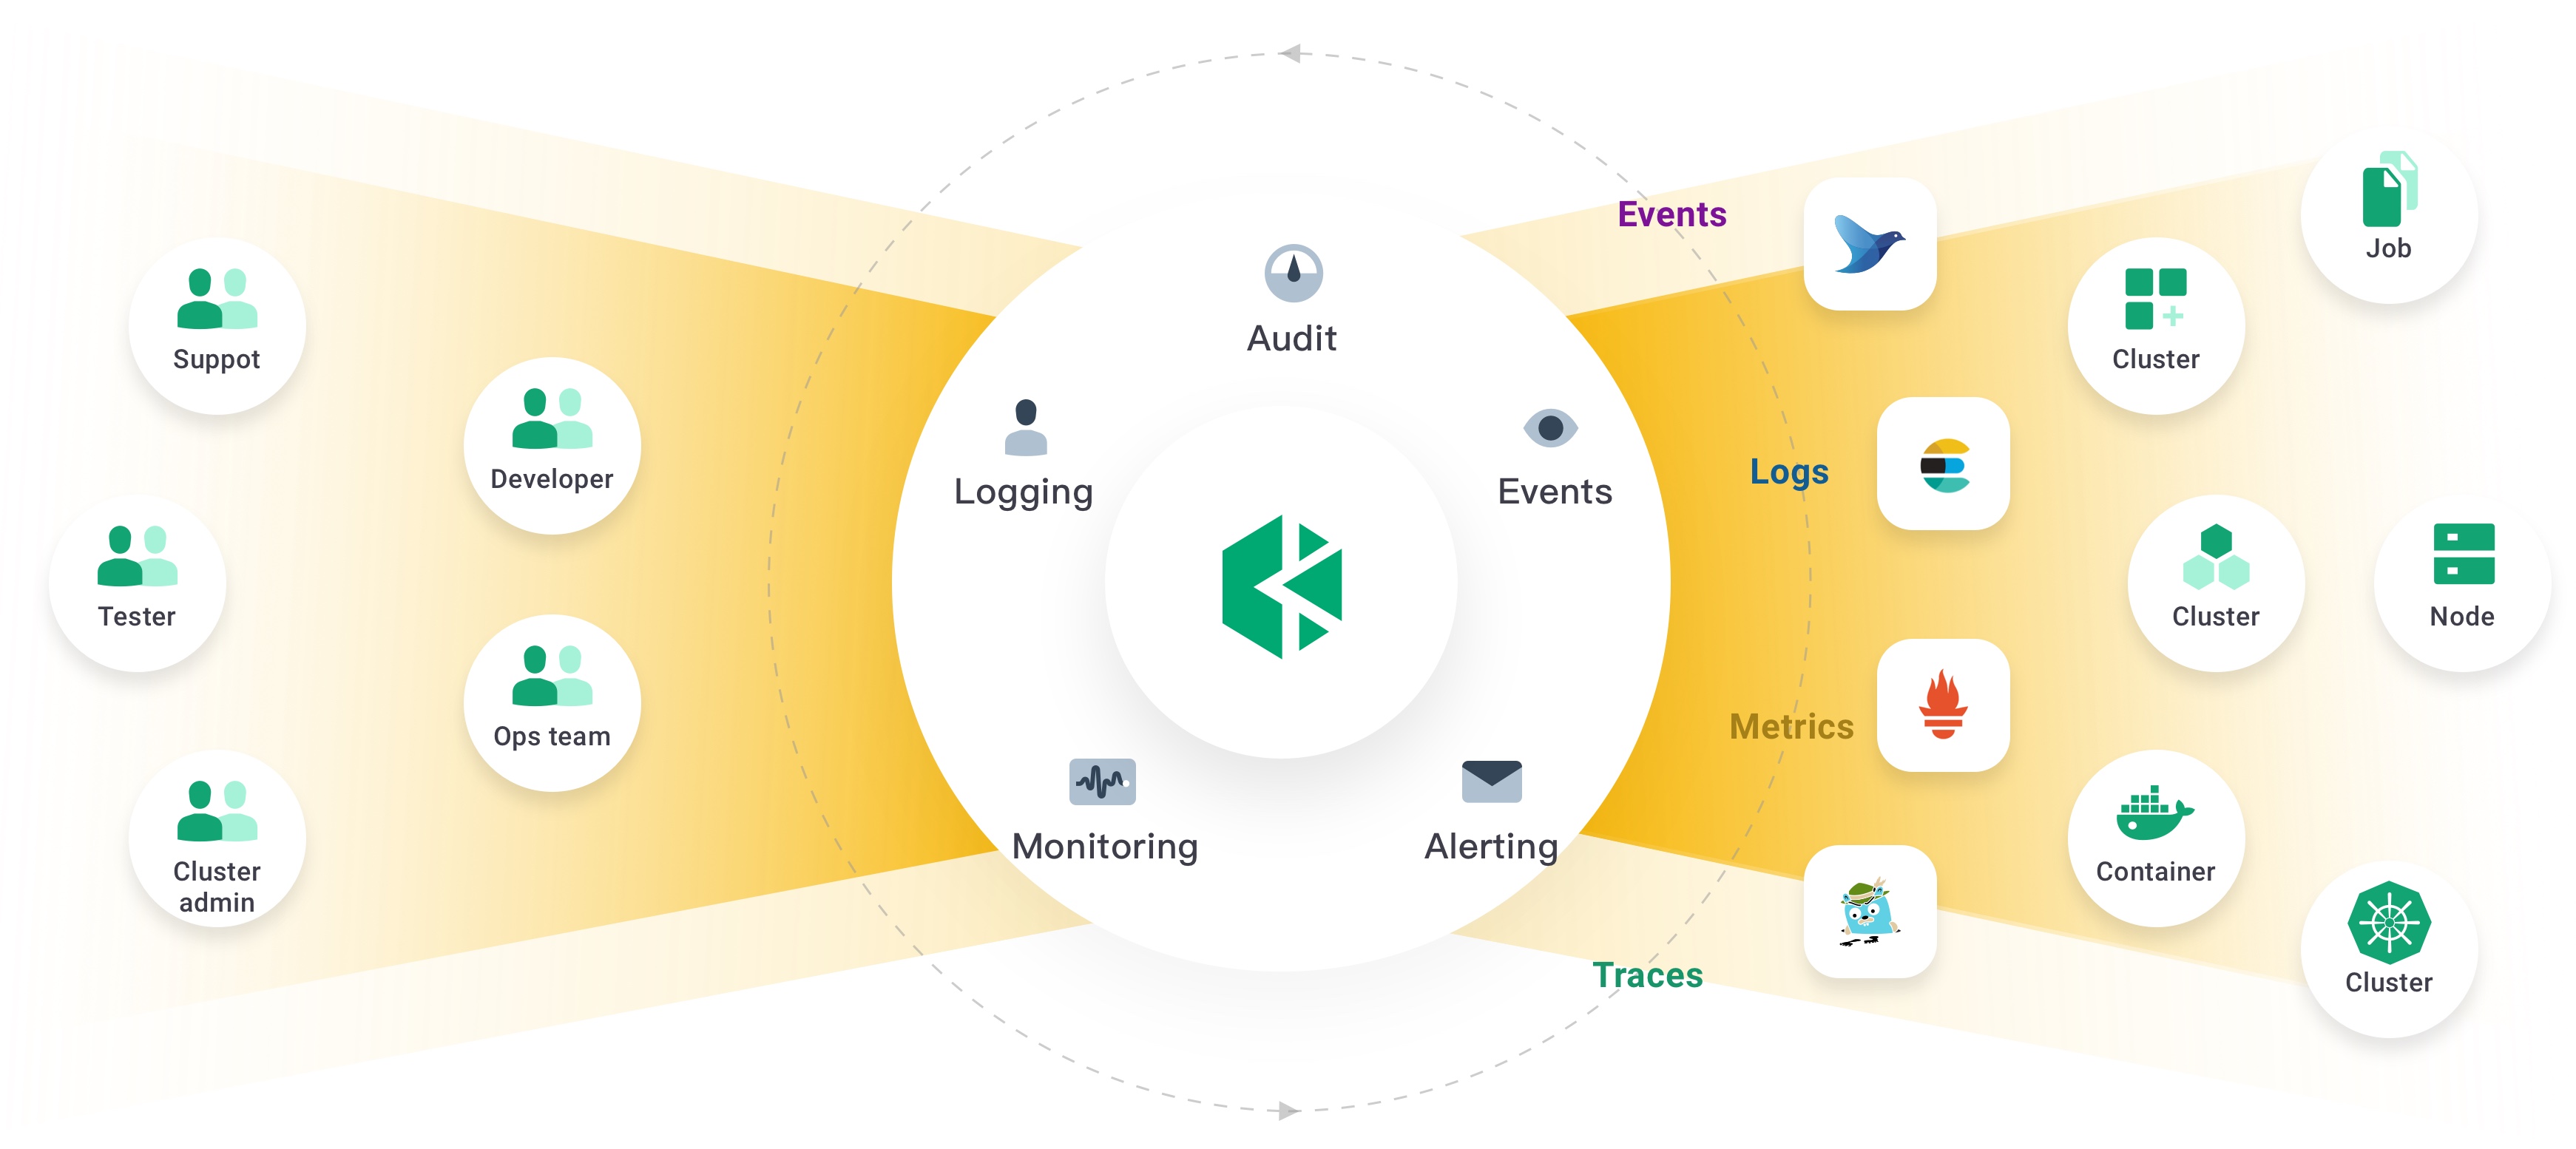 Suppot
Developer
Tester
Ops team
Cluster
admin
Audit
Logging
Events
Monitoring
Alerting
Events
Logs
Metrics
Traces
Job
Cluster
Cluster
Node
Container
Cluster